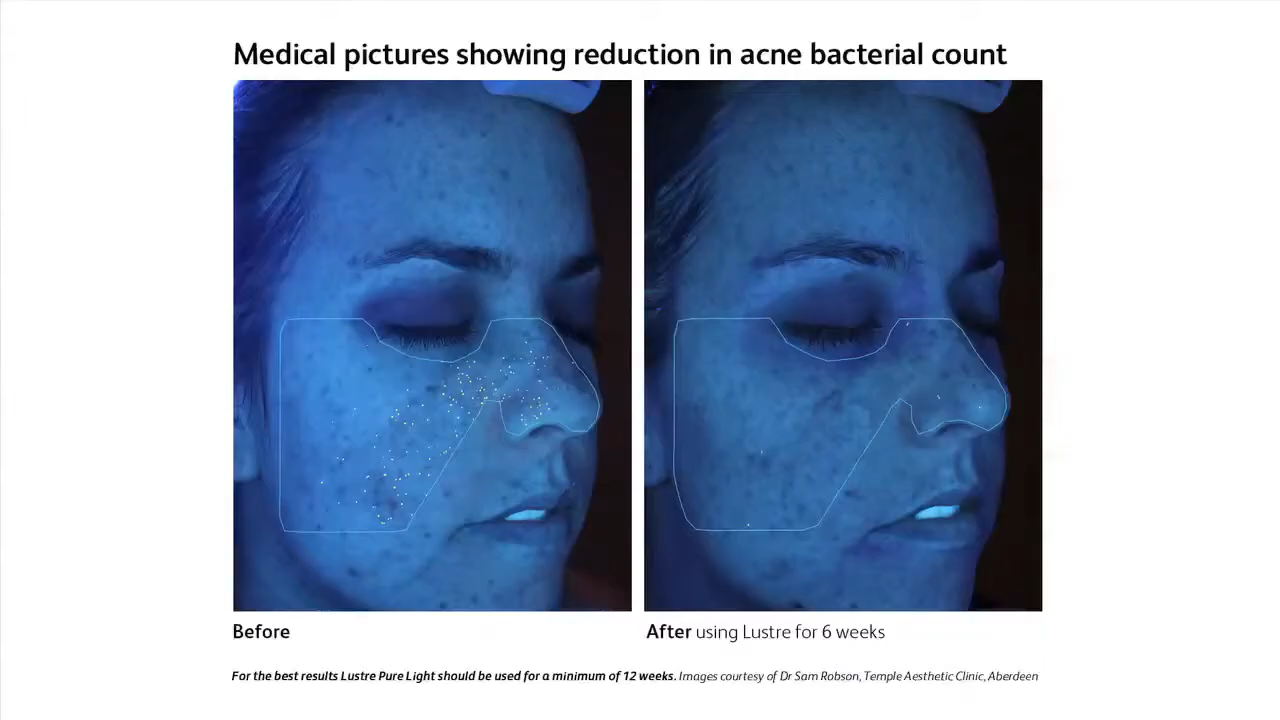 Medical pictures showing reduction in acne bacterial count
Before
After using Lustre for 6 weeks
For the best results Lustre Pure Light should be used for a minimum of 12 weeks. Images courtesy of Dr Sam Robson, Temple Aesthetic Clinic, Aberdeen